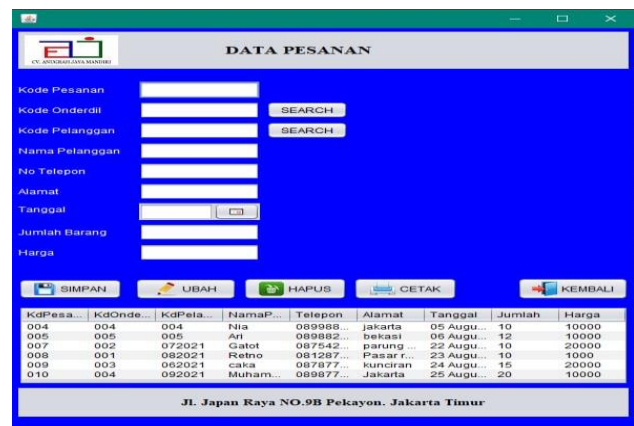 CV. ANUGRAH JAYA MANDIRI
DATA PESANAN
Kode Pesanan
Kode Onderdil SEARCH
Kode Pelanggan SEARCH
Nama Pelanggan
No Telepon
Alamat
Tanggal
Jumlah Barang
Harga
SIMPAN UBAH HAPUS CETAK KEMBALI
KdPesa... KdOnde... KdPela... NamaP... Telepon Alamat Tanggal Jumlah Harga
004 004 004 Nia 089988... jakarta 05 Augu... 10 10000
005 005 005 Ari 089882... bekasi 06 Augu... 12 10000
007 002 072021 Gatot 087542... parung ... 22 Augu... 10 20000
008 001 082021 Retno 081287... Pasar r... 23 Augu... 10 1000
009 003 062021 caka 087877... kunciran 24 Augu... 15 20000
010 004 092021 Muham... 089877... Jakarta 25 Augu... 20 10000
Jl. Japan Raya NO.9B Pekayon. Jakarta Timur